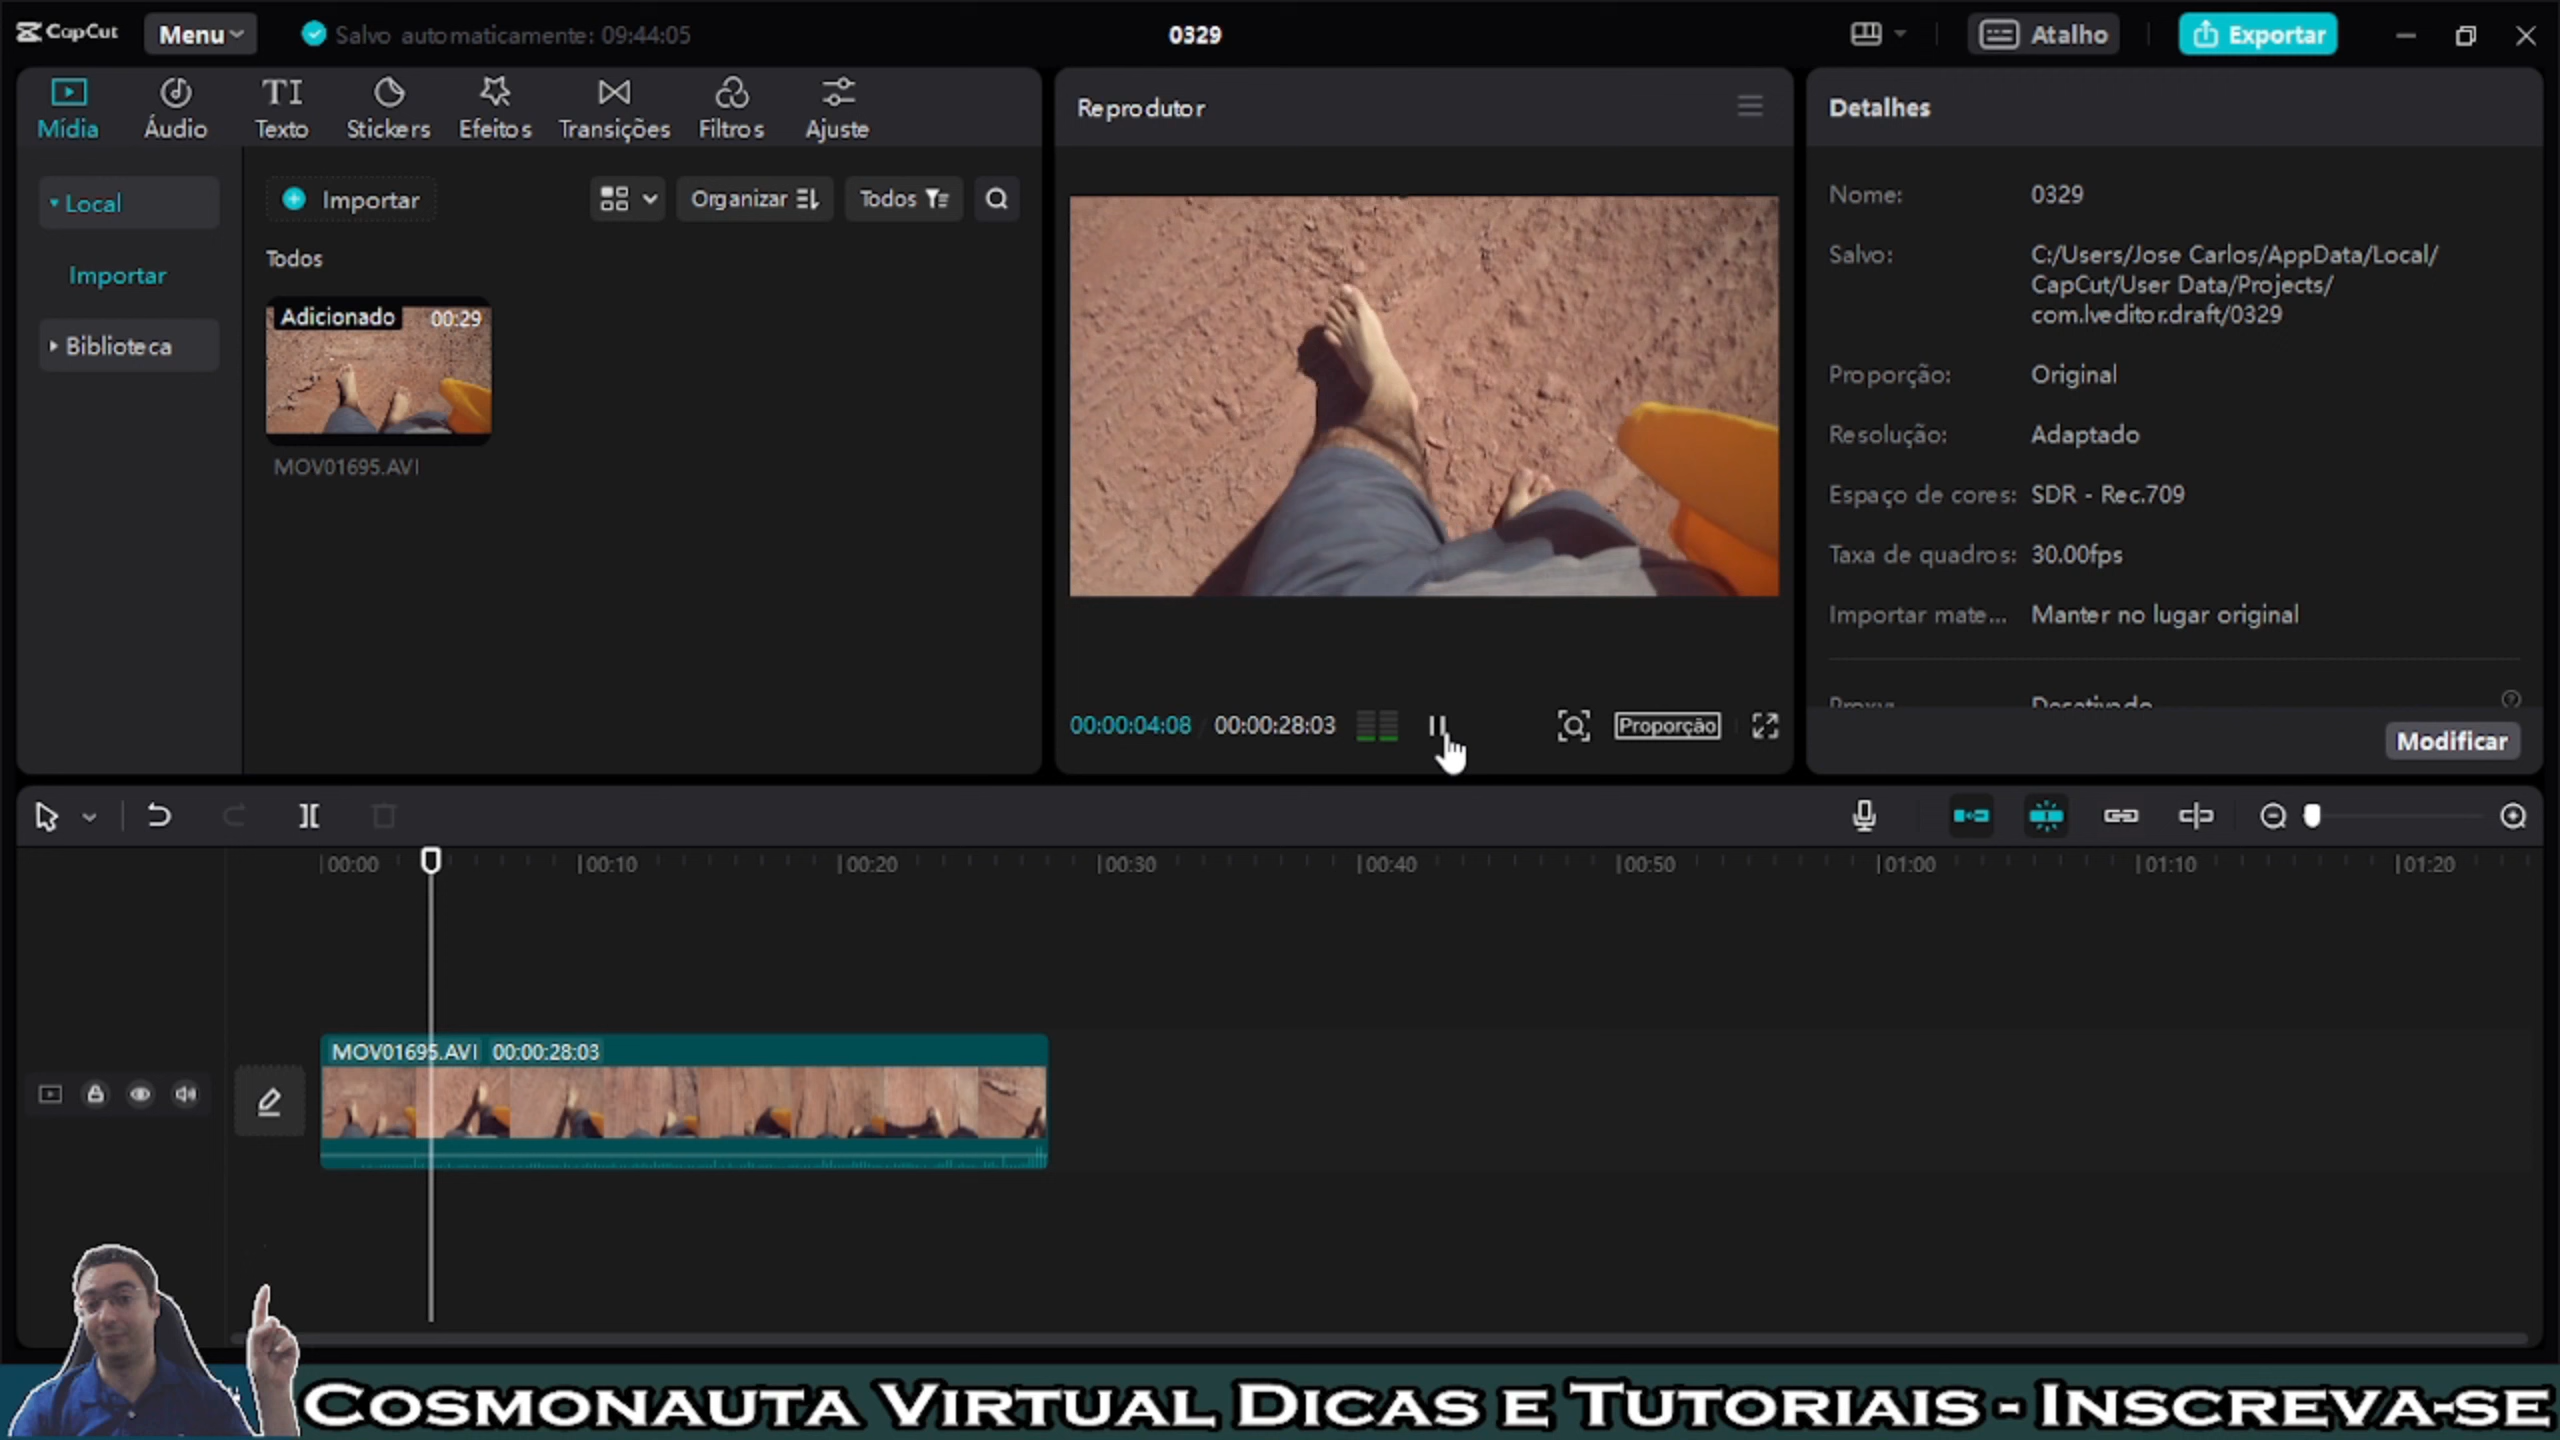 CapCut
Menu
Salvo automaticamente: 09:44:05
0329
Atalho
Exportar
Mídia
Áudio
Texto
Stickers
Efeitos
Transições
Filtros
Ajuste
Local
Importar
Biblioteca
Importar
Organizar
Todos
Todos
Adicionado
00:29
MOV01695.AVI
Reprodutor
00:00:04:08
00:00:28:03
Proporção
Detalhes
Nome: 0329
Salvo: C:/Users/Jose Carlos/AppData/Local/
CapCut/User Data/Projects/
com.lveditor.draft/0329
Proporção: Original
Resolução: Adaptado
Espaço de cores: SDR - Rec.709
Taxa de quadros: 30.00fps
Importar mate... Manter no lugar original
Proxy: Desativado
Modificar
00:00
00:10
00:20
00:30
00:40
00:50
01:00
01:10
01:20
MOV01695.AVI 00:00:28:03
Cosmonauta Virtual Dicas e Tutoriais - Inscreva-se